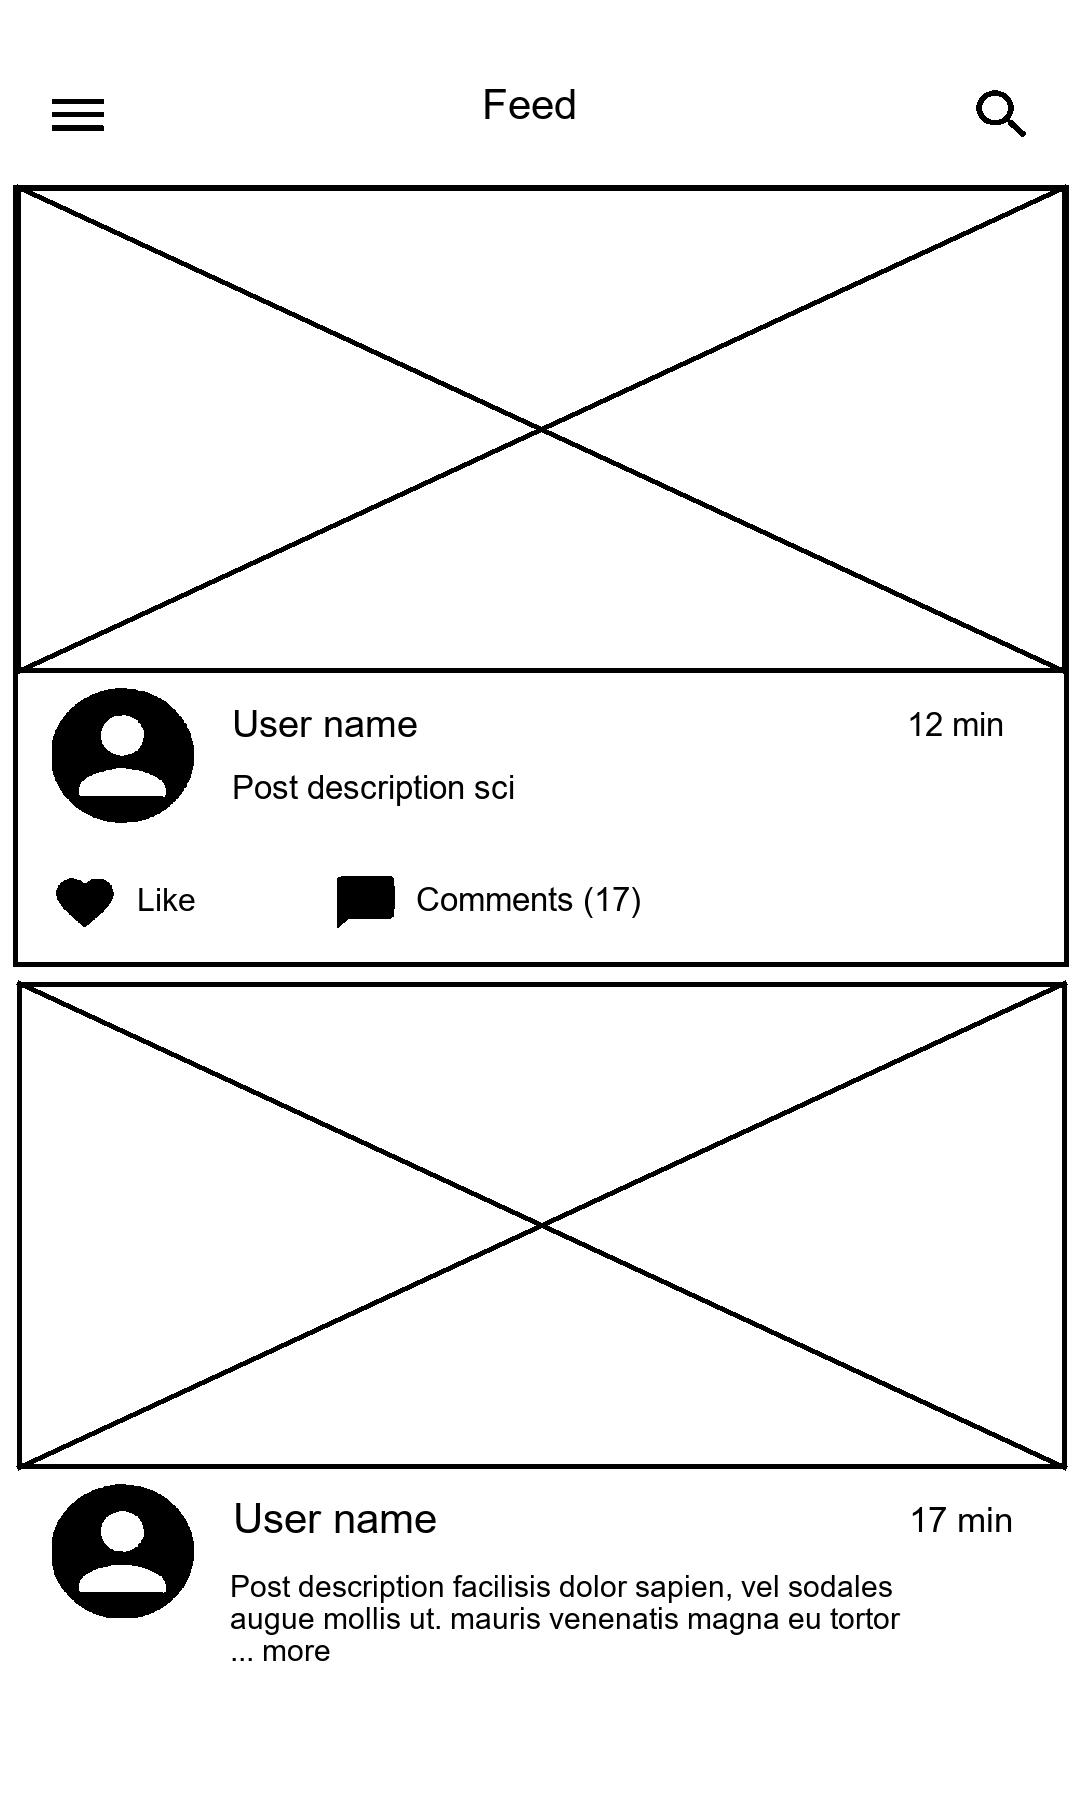 Feed
User name
12 min
Post description sci
Like
Comments (17)
User name
17 min
Post description facilisis dolor sapien, vel sodales
augue mollis ut. mauris venenatis magna eu tortor
... more